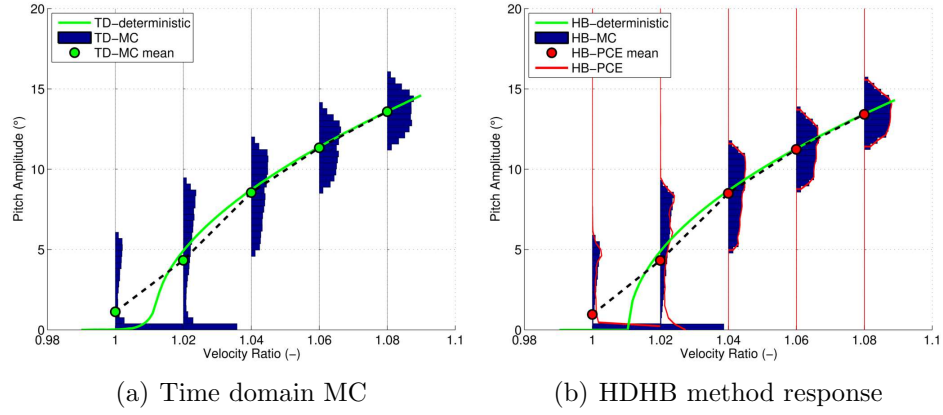 TD−deterministic
TD−MC
TD−MC mean
20
15
10
5
0
Pitch Amplitude (°)
0.98
1
1.02
1.04
1.06
1.08
1.1
Velocity Ratio (−)
(a) Time domain MC
HB−deterministic
HB−MC
HB−PCE mean
HB−PCE
20
15
10
5
0
Pitch Amplitude (°)
0.98
1
1.02
1.04
1.06
1.08
1.1
Velocity Ratio (−)
(b) HDHB method response